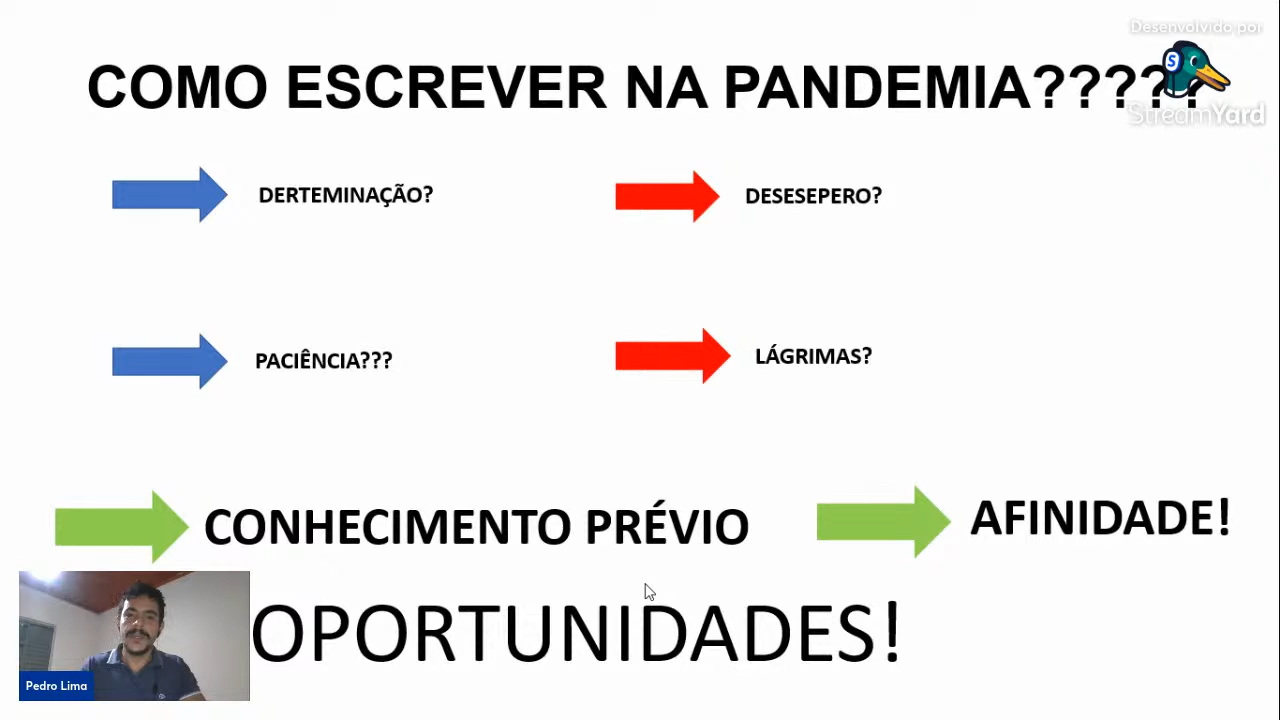 Desenvolvido por
COMO ESCREVER NA PANDEMIA?????
StreamYard
DERTEMINAÇÃO?
DESESEPERO?
PACIÊNCIA???
LÁGRIMAS?
CONHECIMENTO PRÉVIO
AFINIDADE!
OPORTUNIDADES!
Pedro Lima